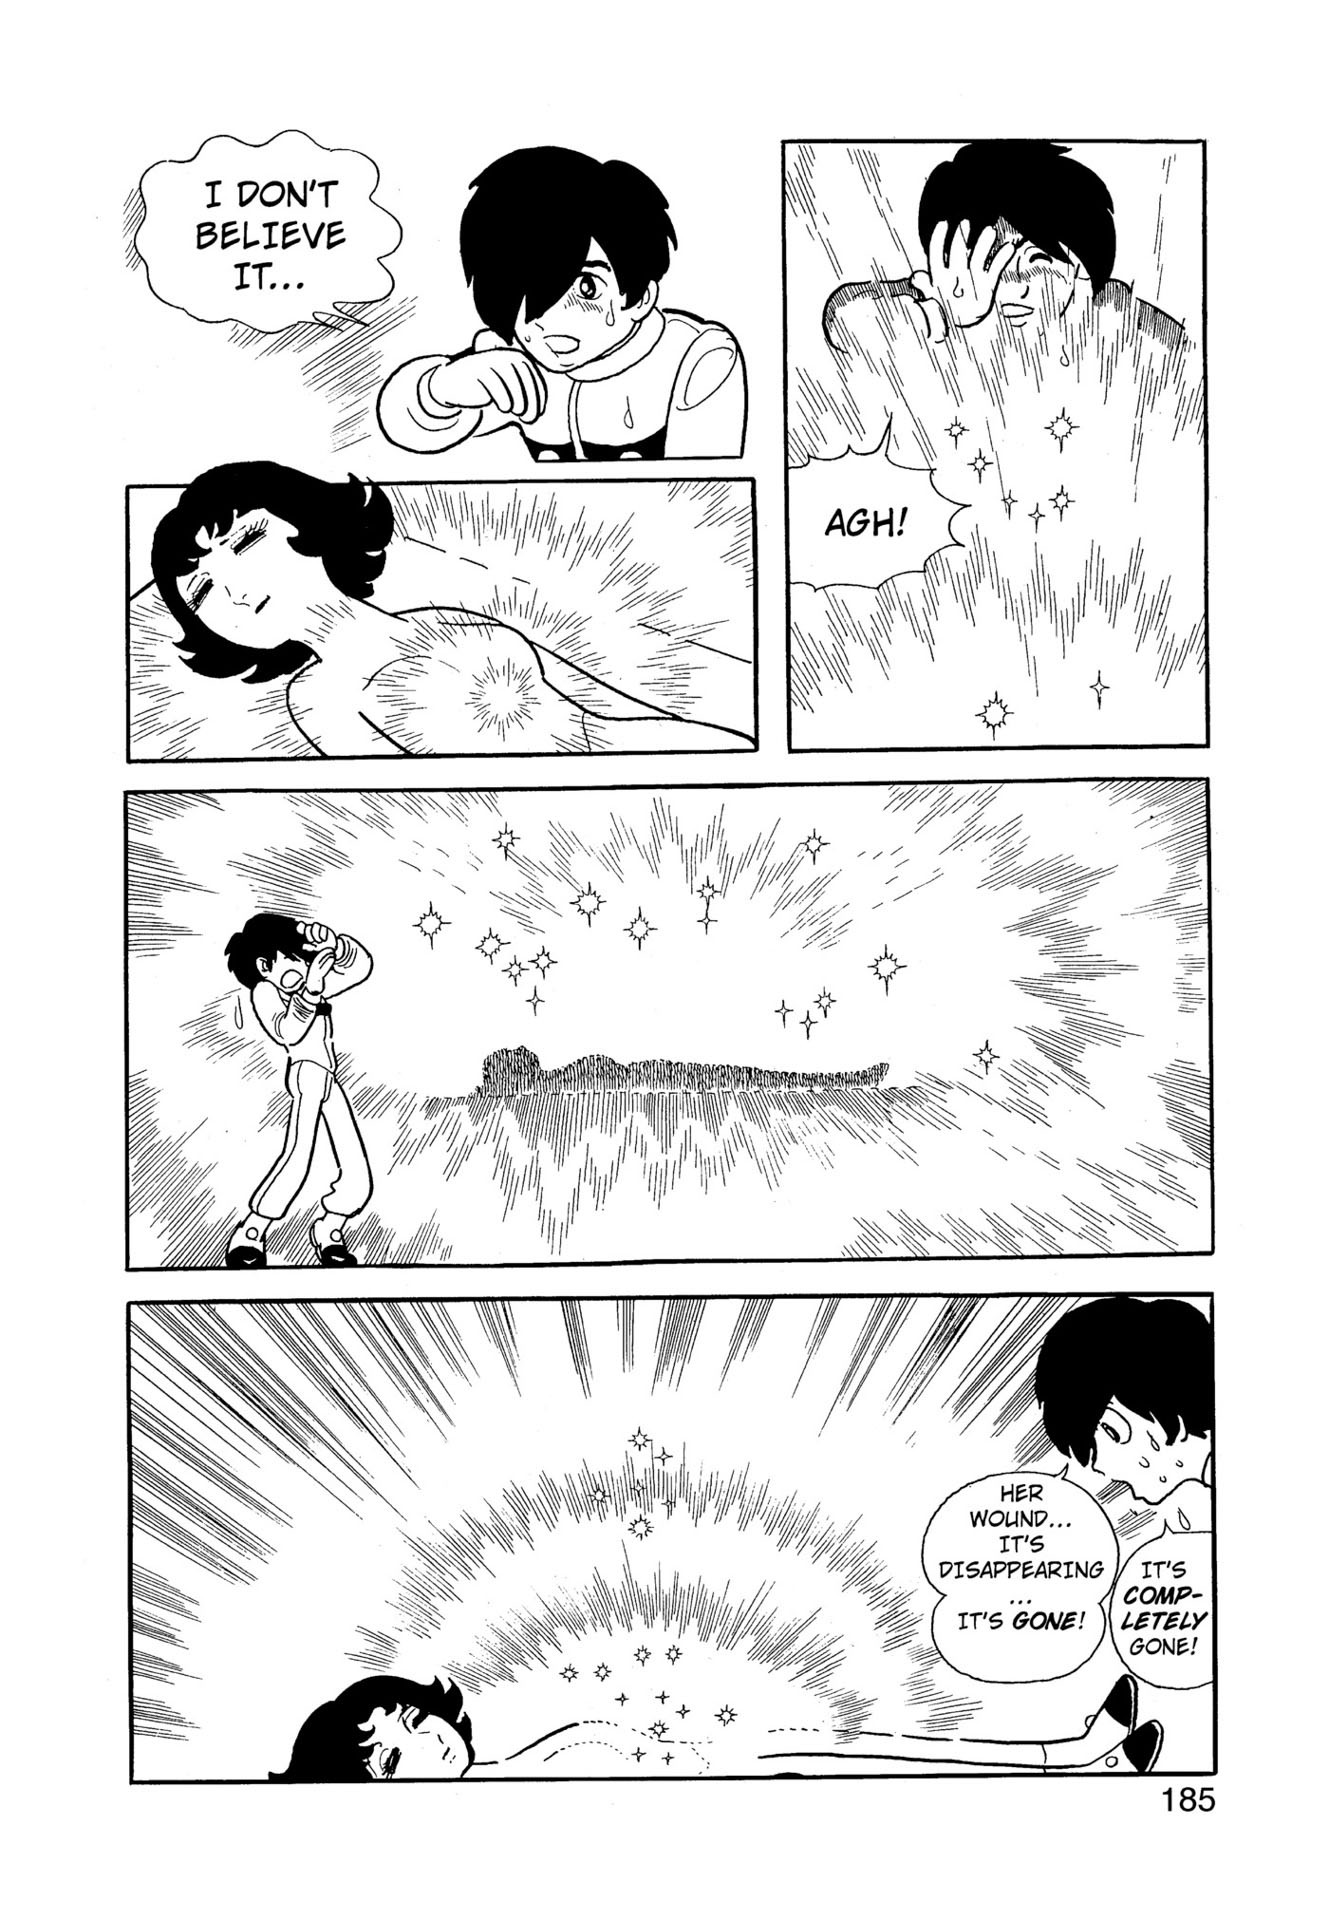 I DON'T
BELIEVE
IT...
AGH!
HER
WOUND...
IT'S
DISAPPEARING
...
IT'S GONE!
IT'S
COMP-
LETELY
GONE!
185